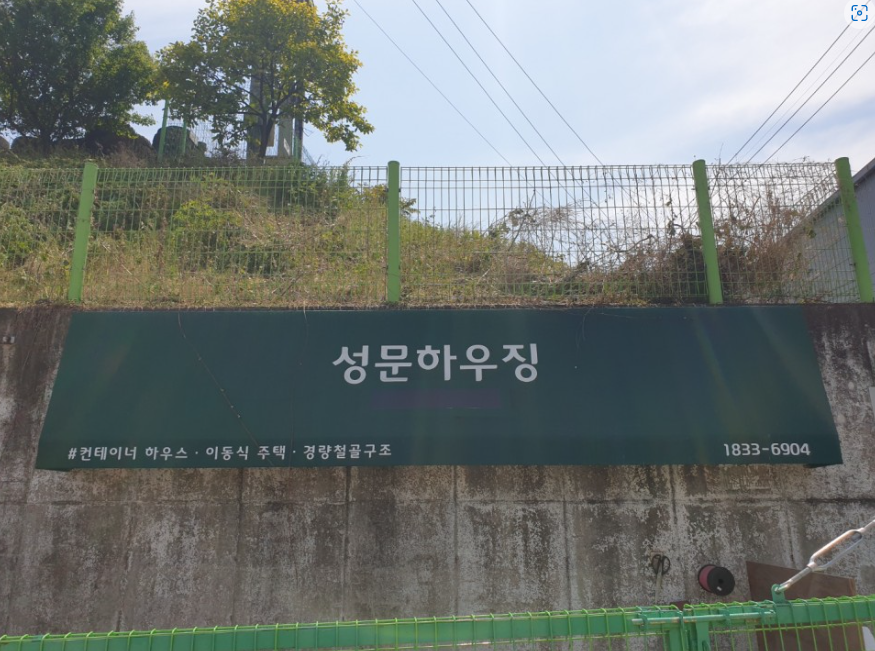 성문하우징
#컨테이너 하우스 · 이동식 주택 · 경량철골구조
1833-6904